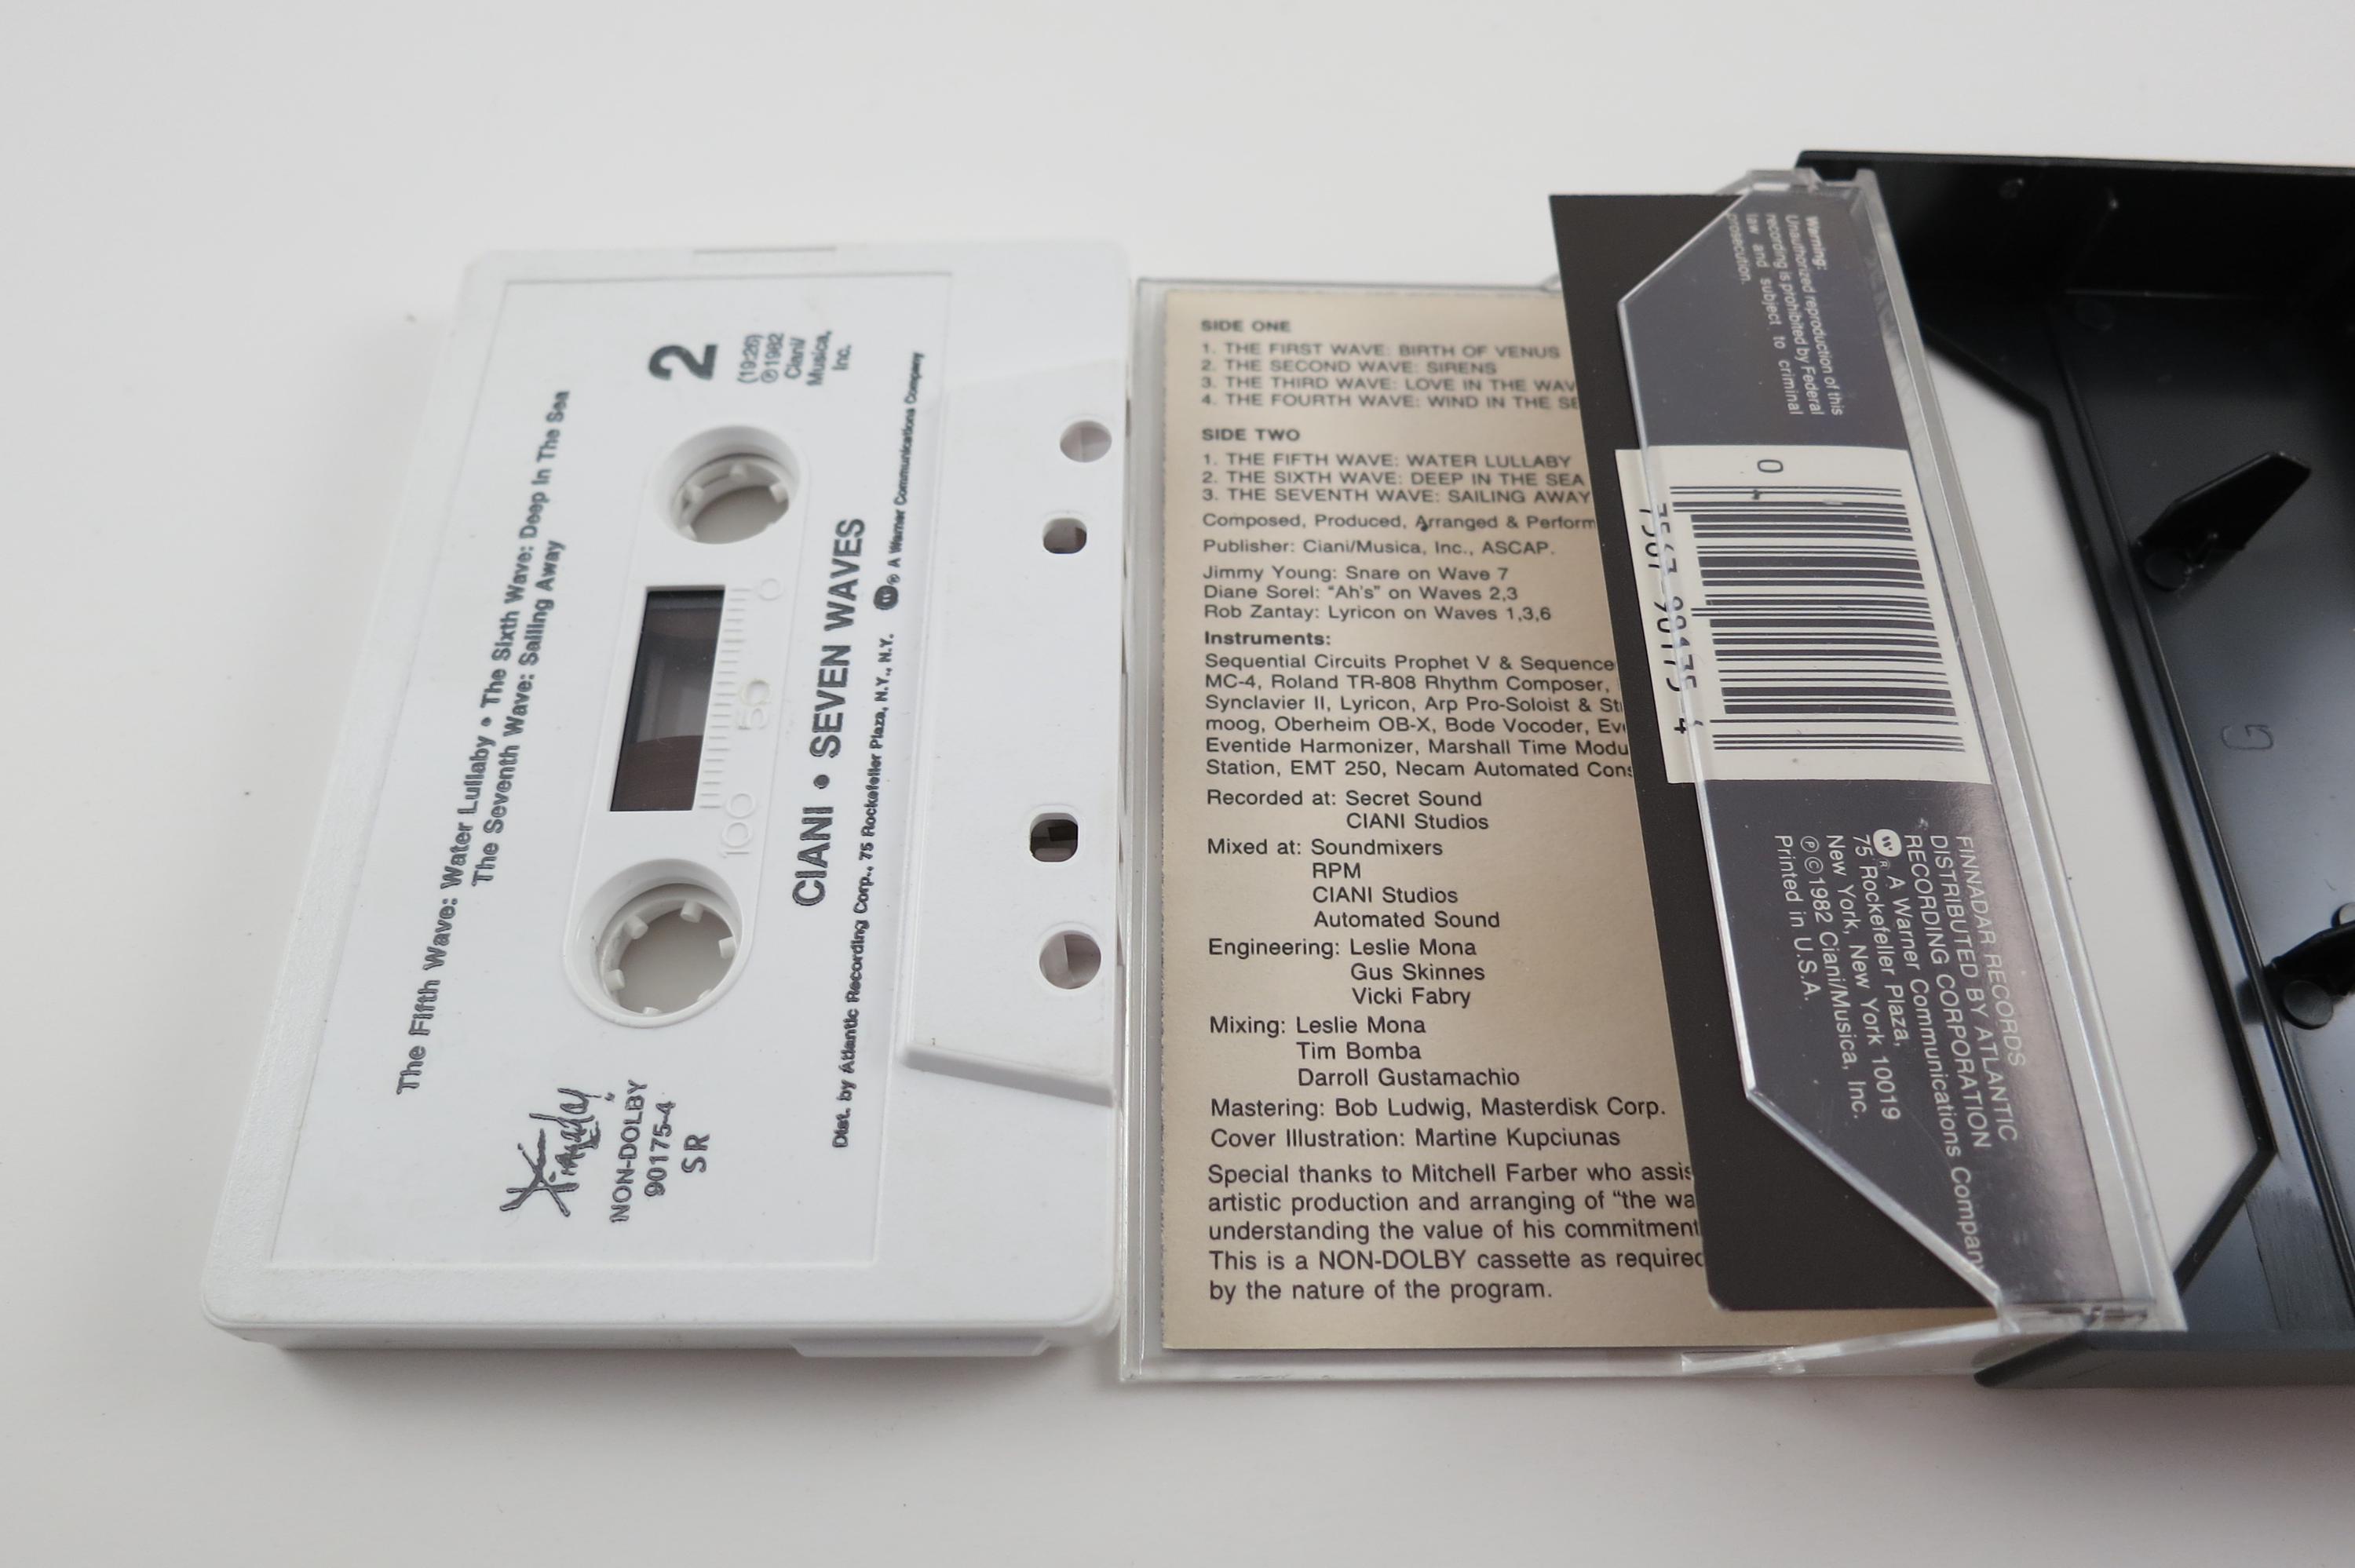 The Fifth Wave: Water Lullaby • The Sixth Wave: Deep In The Sea
The Seventh Wave: Sailing Away
2
(19:26)
℗1982
Ciani/
Musica,
Inc.
Finnadar
NON-DOLBY
90175-4
SR
0
50
100
CIANI • SEVEN WAVES
Dist. by Atlantic Recording Corp., 75 Rockefeller Plaza, N.Y., N.Y. ® A Warner Communications Company
SIDE ONE
1. THE FIRST WAVE: BIRTH OF VENUS
2. THE SECOND WAVE: SIRENS
3. THE THIRD WAVE: LOVE IN THE WAV
4. THE FOURTH WAVE: WIND IN THE SE
SIDE TWO
1. THE FIFTH WAVE: WATER LULLABY
2. THE SIXTH WAVE: DEEP IN THE SEA
3. THE SEVENTH WAVE: SAILING AWAY
Composed, Produced, Arranged & Perform
Publisher: Ciani/Musica, Inc., ASCAP.
Jimmy Young: Snare on Wave 7
Diane Sorel: "Ah's" on Waves 2,3
Rob Zantay: Lyricon on Waves 1,3,6
Instruments:
Sequential Circuits Prophet V & Sequence
MC-4, Roland TR-808 Rhythm Composer,
Synclavier II, Lyricon, Arp Pro-Soloist & St
moog, Oberheim OB-X, Bode Vocoder, Ev
Eventide Harmonizer, Marshall Time Modu
Station, EMT 250, Necam Automated Cons
Recorded at: Secret Sound
CIANI Studios
Mixed at: Soundmixers
RPM
CIANI Studios
Automated Sound
Engineering: Leslie Mona
Gus Skinnes
Vicki Fabry
Mixing: Leslie Mona
Tim Bomba
Darroll Gustamachio
Mastering: Bob Ludwig, Masterdisk Corp.
Cover Illustration: Martine Kupciunas
Special thanks to Mitchell Farber who assis
artistic production and arranging of “the wa
understanding the value of his commitment
This is a NON-DOLBY cassette as required
by the nature of the program.
Warning:
Unauthorized reproduction of this
recording is prohibited by Federal
law and subject to criminal
prosecution.
0
7567 90175 4
FINNADAR RECORDS
DISTRIBUTED BY ATLANTIC
RECORDING CORPORATION
® A Warner Communications Compan
75 Rockefeller Plaza,
New York, New York 10019
℗©1982 Ciani/Musica, Inc.
Printed in U.S.A.
G